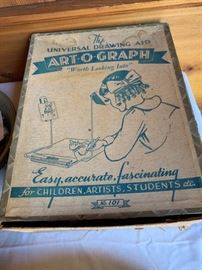 The
UNIVERSAL DRAWING AID
ART-O-GRAPH
"Worth Looking Into"
Easy, accurate, fascinating
for CHILDREN, ARTISTS, STUDENTS etc.
No. 101